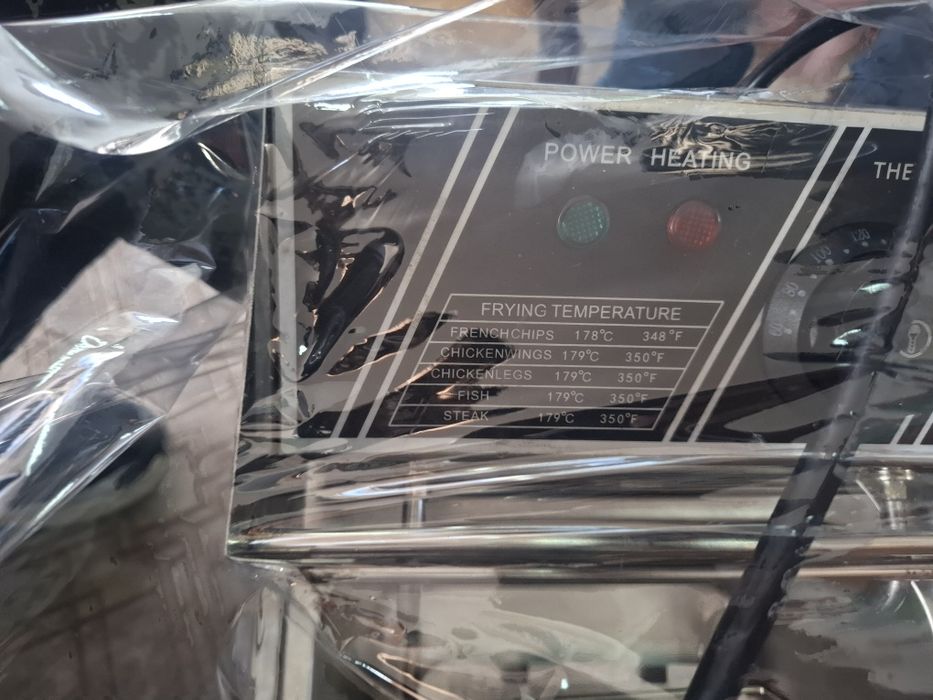 POWER HEATING
THE
FRYING TEMPERATURE
FRENCHCHIPS 178℃ 348°F
CHICKENWINGS 179℃ 350°F
CHICKENLEGS 179℃ 350°F
FISH 179℃ 350°F
STEAK 179℃ 350°F